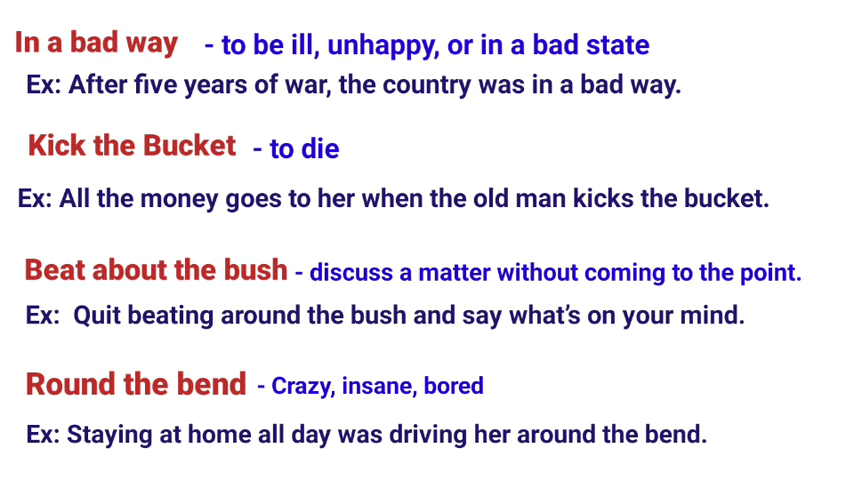 In a bad way - to be ill, unhappy, or in a bad state
Ex: After five years of war, the country was in a bad way.
Kick the Bucket - to die
Ex: All the money goes to her when the old man kicks the bucket.
Beat about the bush - discuss a matter without coming to the point.
Ex: Quit beating around the bush and say what’s on your mind.
Round the bend - Crazy, insane, bored
Ex: Staying at home all day was driving her around the bend.